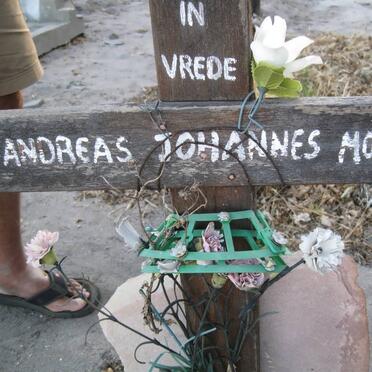 IN
VREDE
ANDREAS JOHANNES MO